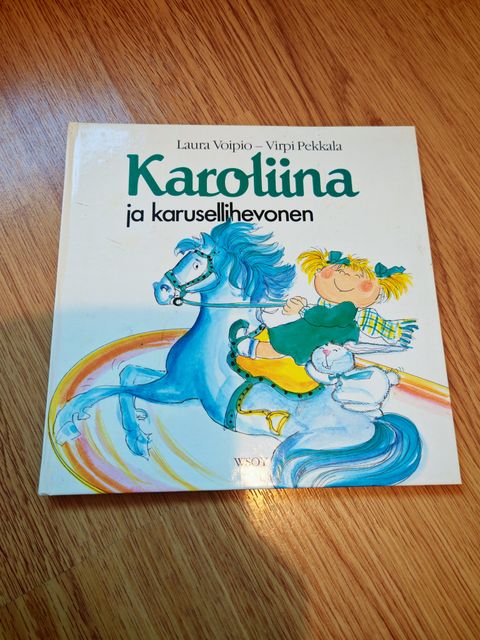 Laura Voipio – Virpi Pekkala
Karoliina
ja karusellihevonen
WSOY